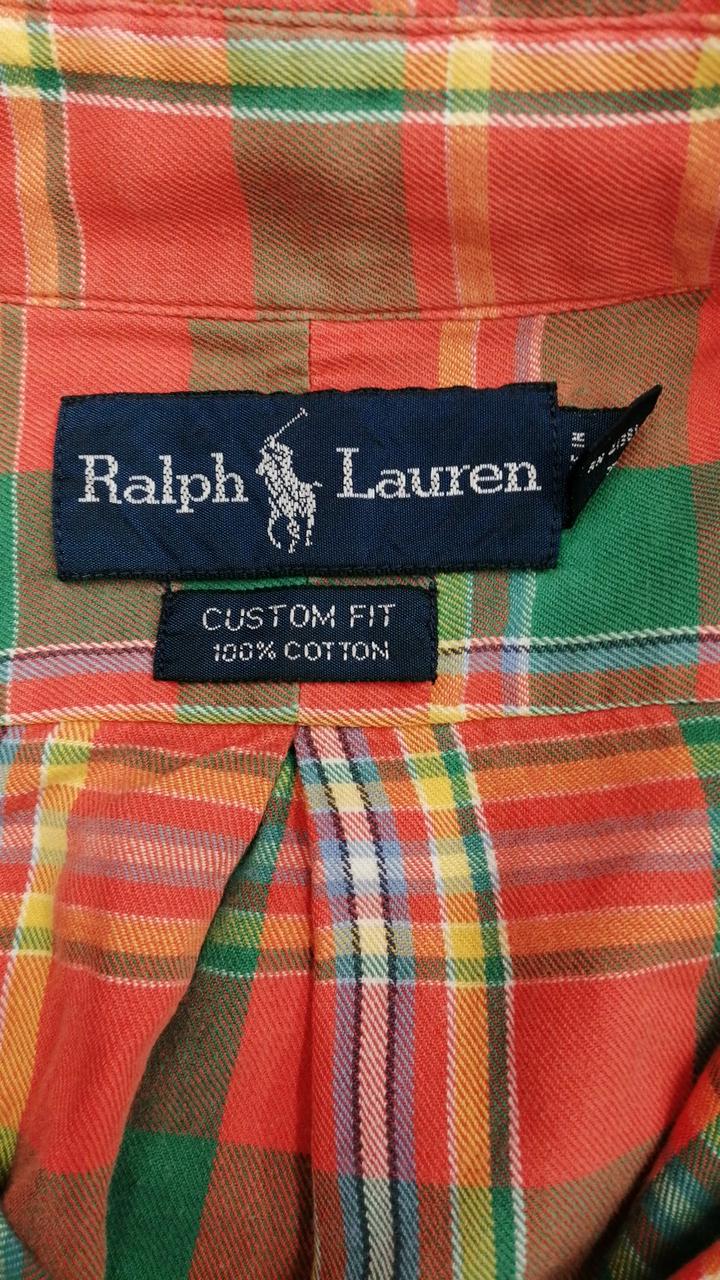 Ralph Lauren
CUSTOM FIT
100% COTTON